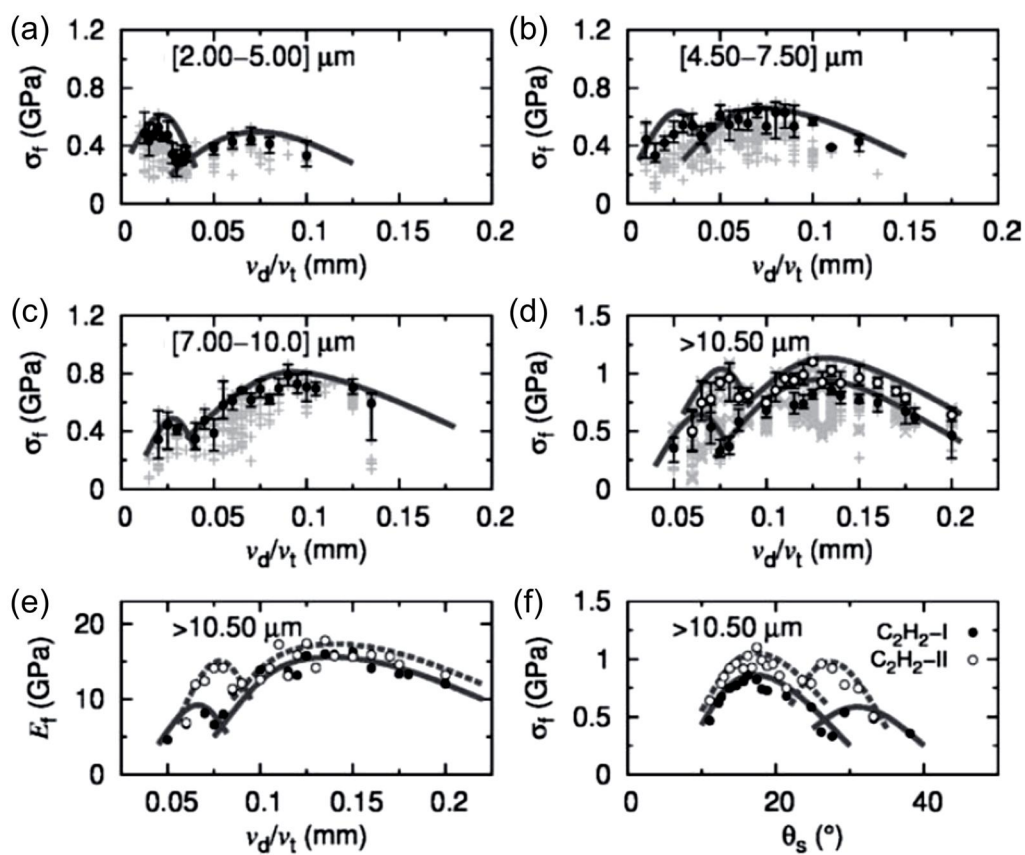 (a)
1.2
0.8
0.4
0
σf (GPa)
[2.00−5.00] μm
0 0.05 0.1 0.15 0.2
vd/vt (mm)
(b)
1.2
0.8
0.4
0
σf (GPa)
[4.50−7.50] μm
0 0.05 0.1 0.15 0.2
vd/vt (mm)
(c)
1.2
0.8
0.4
0
σf (GPa)
[7.00−10.0] μm
0 0.05 0.1 0.15 0.2
vd/vt (mm)
(d)
1.5
1
0.5
0
σf (GPa)
>10.50 μm
0.05 0.1 0.15 0.2
vd/vt (mm)
(e)
20
10
0
Ef (GPa)
>10.50 μm
0.05 0.1 0.15 0.2
vd/vt (mm)
(f)
1.5
1
0.5
0
σf (GPa)
>10.50 μm
C₂H₂−I
C₂H₂−II
0 20 40
θs (°)